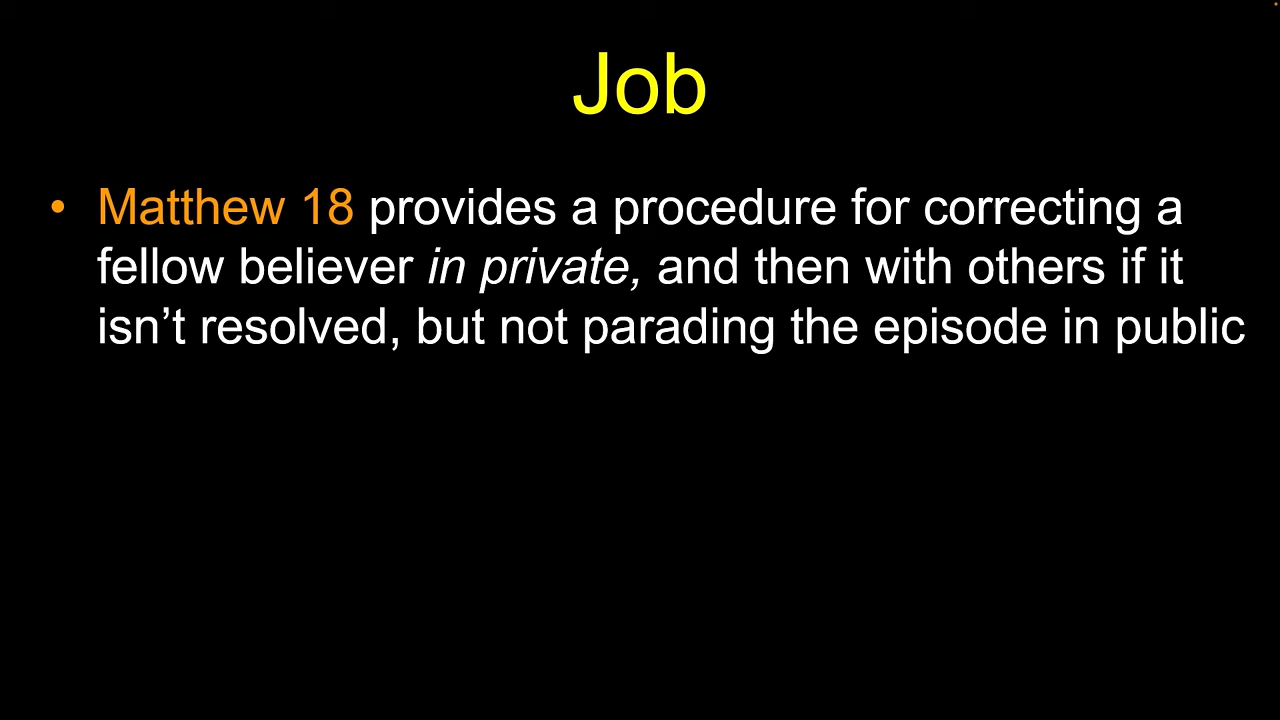 Job
• Matthew 18 provides a procedure for correcting a
fellow believer in private, and then with others if it
isn’t resolved, but not parading the episode in public